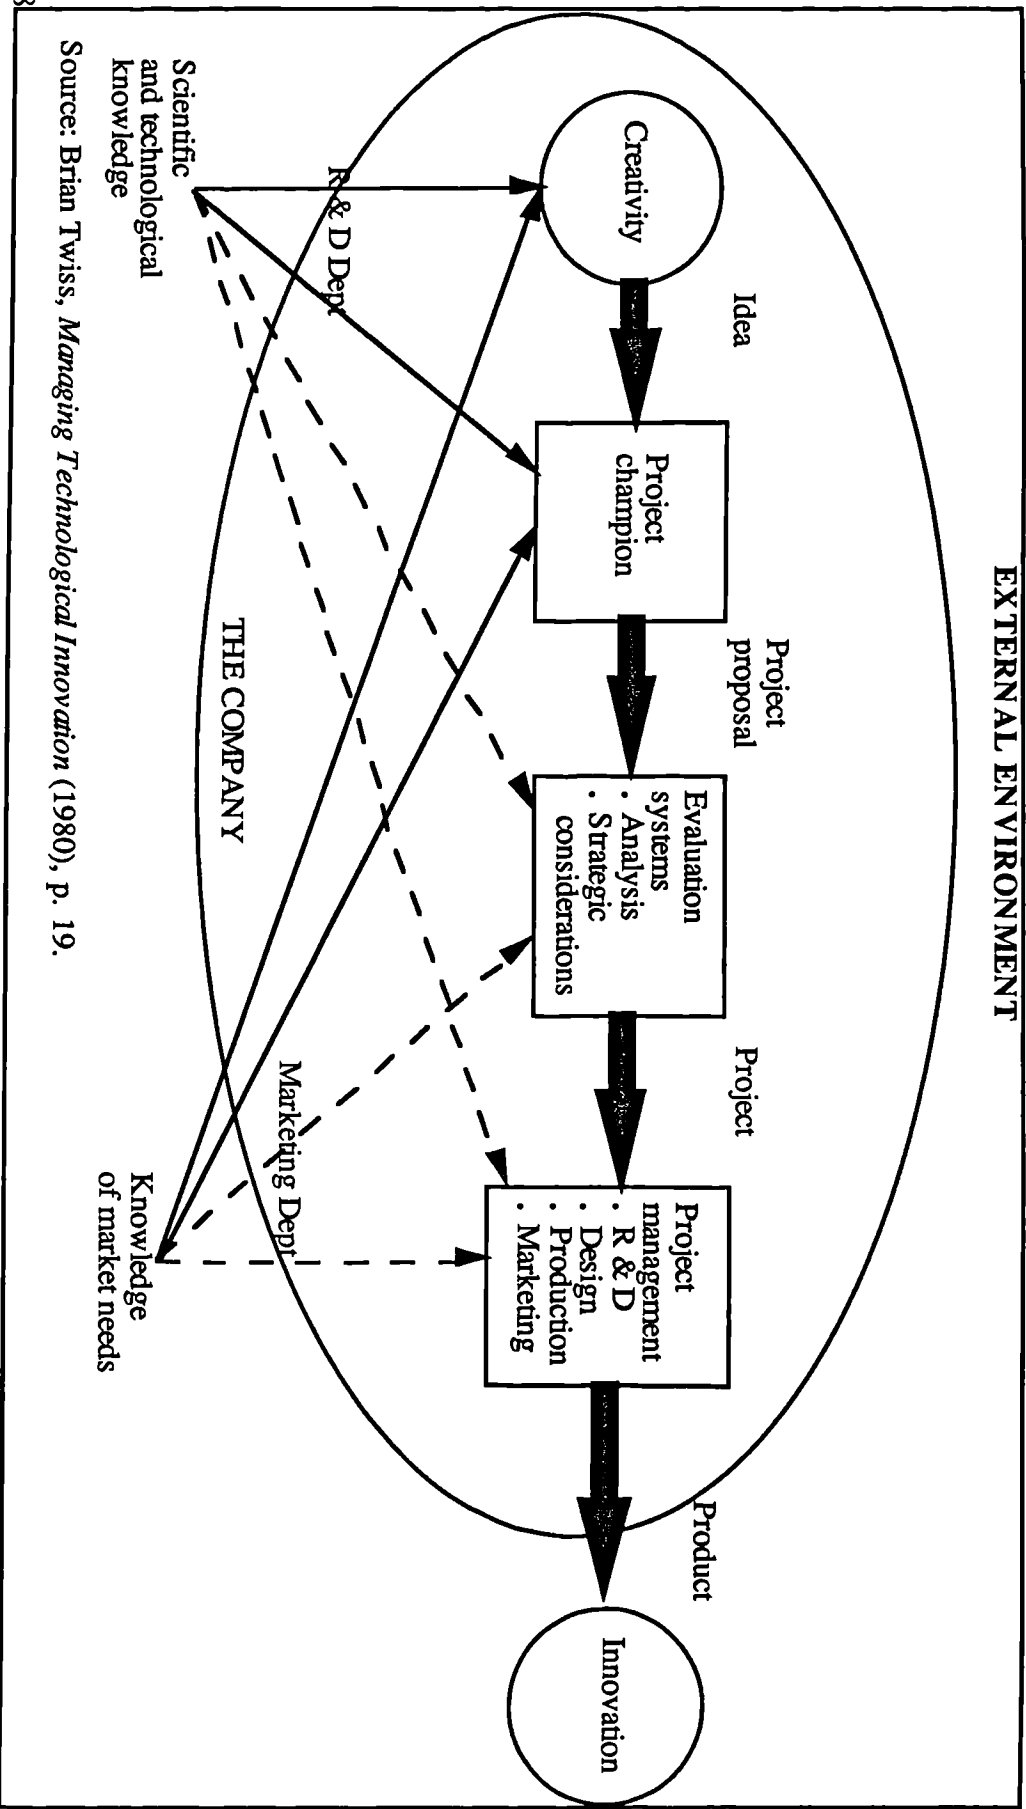 EXTERNAL ENVIRONMENT
Idea
Project
proposal
Project
Product
Creativity
Project
champion
Evaluation
systems
. Analysis
. Strategic
considerations
Project
management
. R & D
. Design
. Production
. Marketing
Innovation
R & D Dept
Marketing Dept
THE COMPANY
Scientific
and technological
knowledge
Knowledge
of market needs
Source: Brian Twiss, Managing Technological Innovation (1980), p. 19.